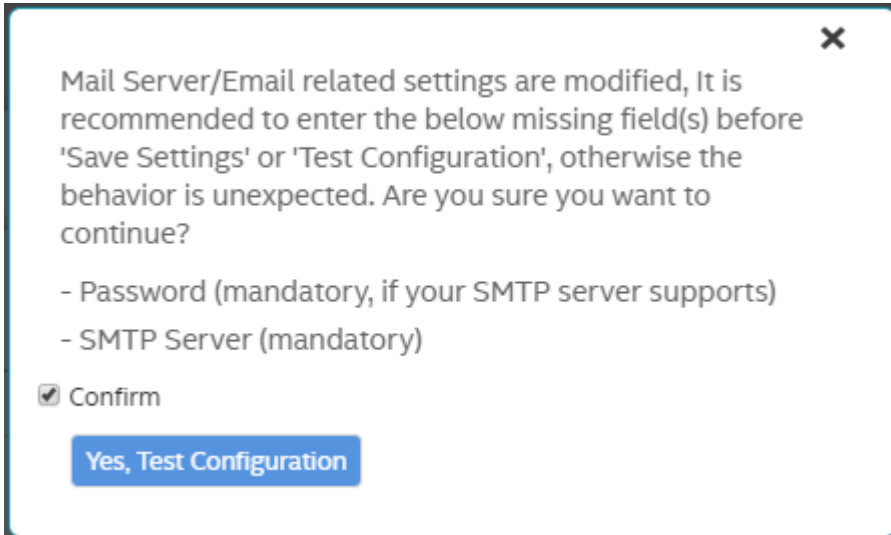 Mail Server/Email related settings are modified, It is
recommended to enter the below missing field(s) before
'Save Settings' or 'Test Configuration', otherwise the
behavior is unexpected. Are you sure you want to
continue?
- Password (mandatory, if your SMTP server supports)
- SMTP Server (mandatory)
Confirm
Yes, Test Configuration